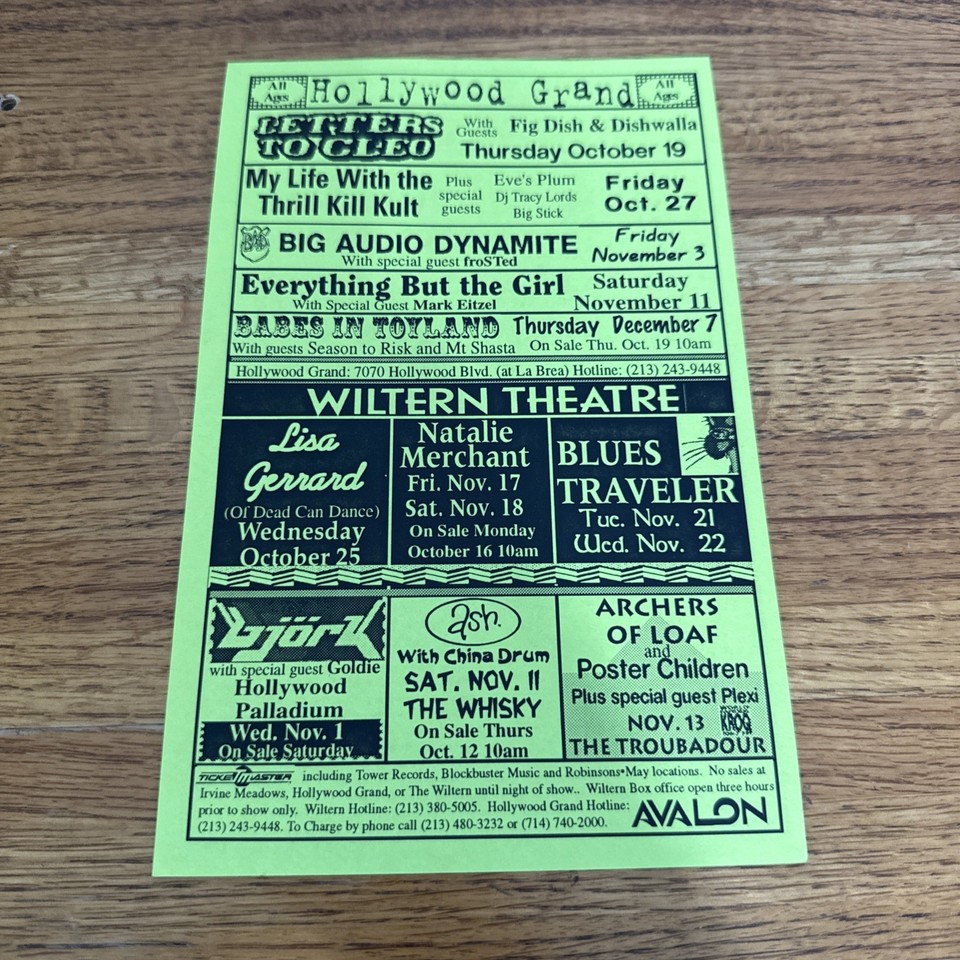 All Ages Hollywood Grand All Ages
LETTERS TO CLEO With Guests Fig Dish & Dishwalla
Thursday October 19
My Life With the Thrill Kill Kult Plus special guests Eve's Plum Dj Tracy Lords Big Stick Friday Oct. 27
BIG AUDIO DYNAMITE Friday November 3
With special guest froSTed
Everything But the Girl Saturday
With Special Guest Mark Eitzel November 11
BABES IN TOYLAND Thursday December 7
With guests Season to Risk and Mt Shasta On Sale Thu. Oct. 19 10am
Hollywood Grand: 7070 Hollywood Blvd. (at La Brea) Hotline: (213) 243-9448
WILTERN THEATRE
Lisa
Gerrard
(Of Dead Can Dance)
Wednesday
October 25
Natalie
Merchant
Fri. Nov. 17
Sat. Nov. 18
On Sale Monday
October 16 10am
BLUES
TRAVELER
Tue. Nov. 21
Wed. Nov. 22
björk
with special guest Goldie
Hollywood
Palladium
Wed. Nov. 1
On Sale Saturday
ash.
With China Drum
SAT. NOV. 11
THE WHISKY
On Sale Thurs
Oct. 12 10am
ARCHERS
OF LOAF
and
Poster Children
Plus special guest Plexi
NOV. 13 KROQ
THE TROUBADOUR
TICKETMASTER including Tower Records, Blockbuster Music and Robinsons•May locations. No sales at
Irvine Meadows, Hollywood Grand, or The Wiltern until night of show.. Wiltern Box office open three hours
prior to show only. Wiltern Hotline: (213) 380-5005. Hollywood Grand Hotline:
(213) 243-9448. To Charge by phone call (213) 480-3232 or (714) 740-2000. AVALON